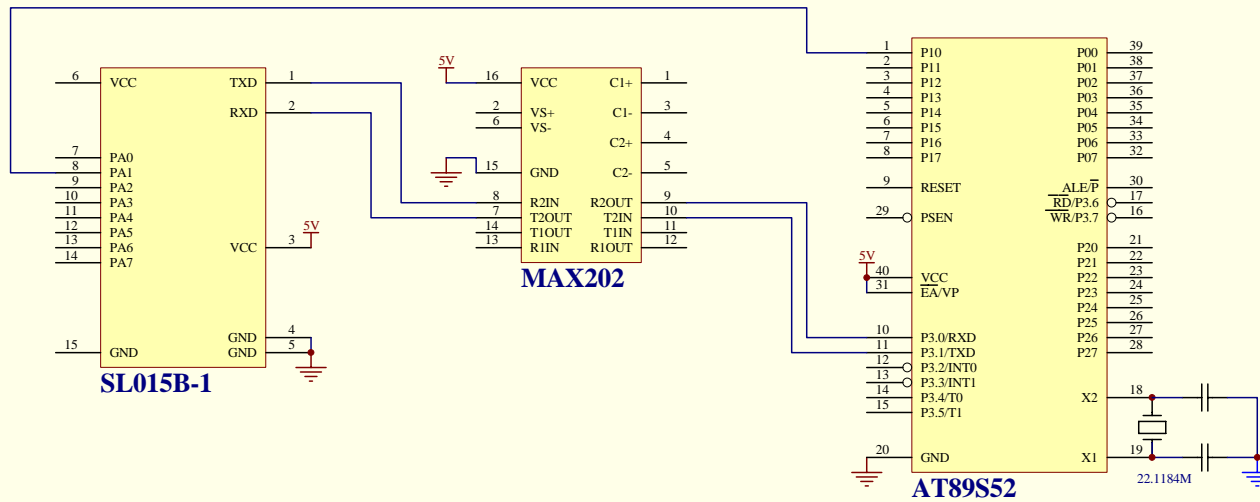 SL015B-1
6 VCC TXD 1
RXD 2
7 PA0
8 PA1
9 PA2
10 PA3
11 PA4
12 PA5
13 PA6 VCC 3 5V
14 PA7
GND 4
15 GND GND 5
MAX202
5V
16 VCC C1+ 1
2 VS+ C1- 3
6 VS-
C2+ 4
15 GND C2- 5
8 R2IN R2OUT 9
7 T2OUT T2IN 10
14 T1OUT T1IN 11
13 R1IN R1OUT 12
AT89S52
1 P10 P00 39
2 P11 P01 38
3 P12 P02 37
4 P13 P03 36
5 P14 P04 35
6 P15 P05 34
7 P16 P06 33
8 P17 P07 32
9 RESET ALE/P 30
RD/P3.6 17
29 PSEN WR/P3.7 16
P20 21
5V P21 22
40 VCC P22 23
31 EA/VP P23 24
P24 25
P25 26
10 P3.0/RXD P26 27
11 P3.1/TXD P27 28
12 P3.2/INT0
13 P3.3/INT1
14 P3.4/T0 X2 18
15 P3.5/T1
20 GND X1 19
22.1184M